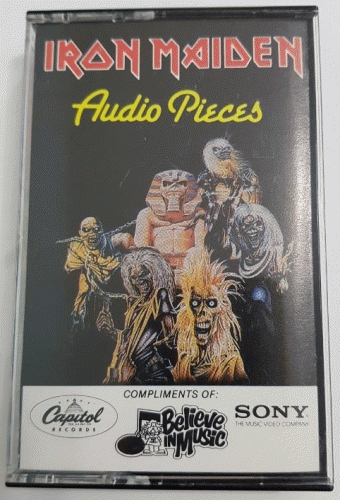 IRON MAIDEN
Audio Pieces
COMPLIMENTS OF:
Capitol
RECORDS
Believe
IN MUSIC
SONY
THE MUSIC VIDEO COMPANY